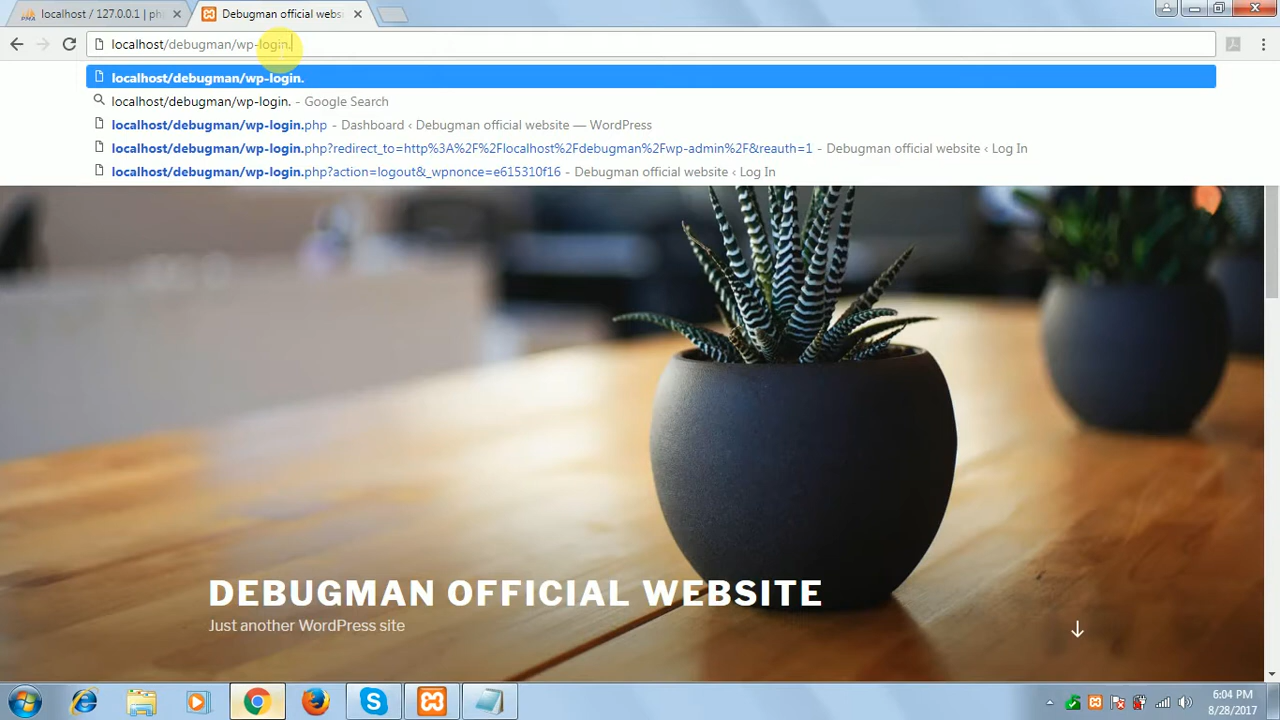 localhost / 127.0.0.1 | ph
Debugman official webs
localhost/debugman/wp-login.
localhost/debugman/wp-login.
localhost/debugman/wp-login. - Google Search
localhost/debugman/wp-login.php - Dashboard ‹ Debugman official website — WordPress
localhost/debugman/wp-login.php?redirect_to=http%3A%2F%2Flocalhost%2Fdebugman%2Fwp-admin%2F&reauth=1 - Debugman official website ‹ Log In
localhost/debugman/wp-login.php?action=logout&_wpnonce=e615310f16 - Debugman official website ‹ Log In
DEBUGMAN OFFICIAL WEBSITE
Just another WordPress site
6:04 PM
8/28/2017